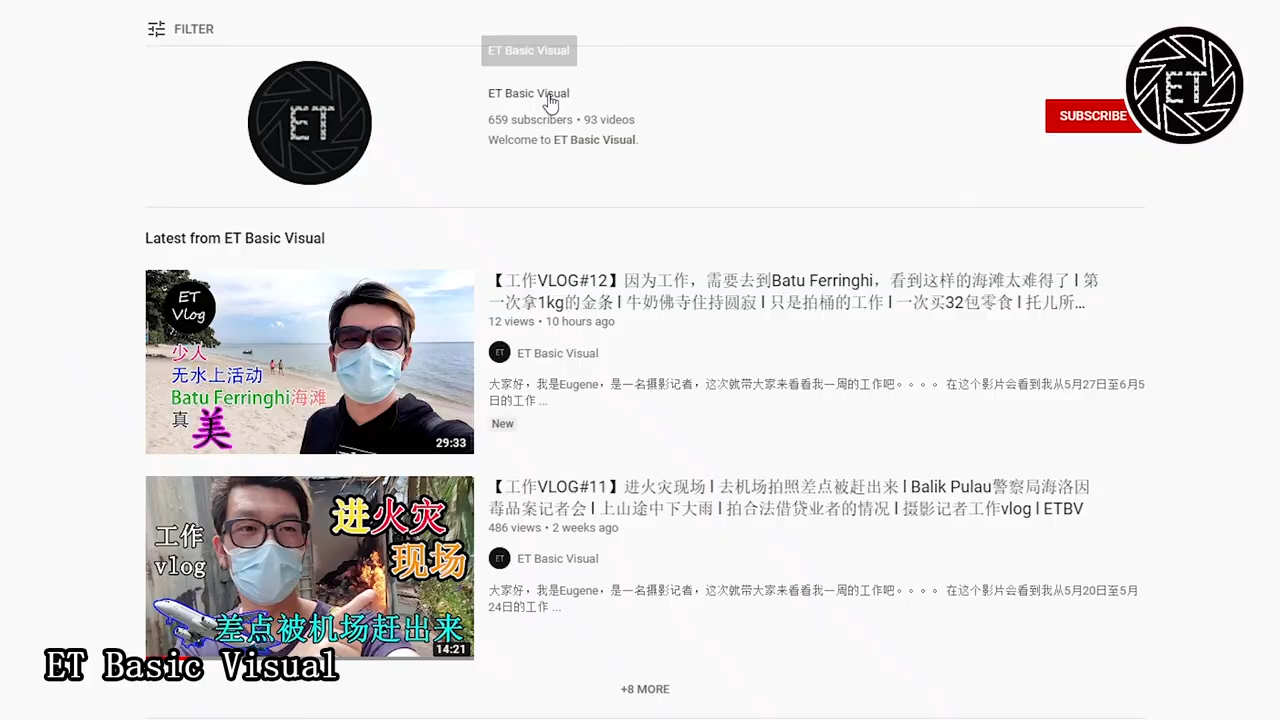 FILTER
ET Basic Visual
ET
ET Basic Visual
659 subscribers • 93 videos
Welcome to ET Basic Visual.
SUBSCRIBE
ET
Latest from ET Basic Visual
ET
Vlog
少人
无水上活动
Batu Ferringhi海滩
真
美
29:33
【工作VLOG#12】因为工作，需要去到Batu Ferringhi，看到这样的海滩太难得了 l 第
一次拿1kg的金条 l 牛奶佛寺住持圆寂 l 只是拍桶的工作 l 一次买32包零食 l 托儿所...
12 views • 10 hours ago
ET
ET Basic Visual
大家好，我是Eugene，是一名摄影记者，这次就带大家来看看我一周的工作吧。。。。 在这个影片会看到我从5月27日至6月5
日的工作 ...
New
进火灾
现场
工作
vlog
差点被机场赶出来
14:21
【工作VLOG#11】进火灾现场 l 去机场拍照差点被赶出来 l Balik Pulau警察局海洛因
毒品案记者会 l 上山途中下大雨 l 拍合法借贷业者的情况 l 摄影记者工作vlog l ETBV
486 views • 2 weeks ago
ET
ET Basic Visual
大家好，我是Eugene，是一名摄影记者，这次就带大家来看看我一周的工作吧。。。。 在这个影片会看到我从5月20日至5月
24日的工作 ...
ET Basic Visual
+8 MORE